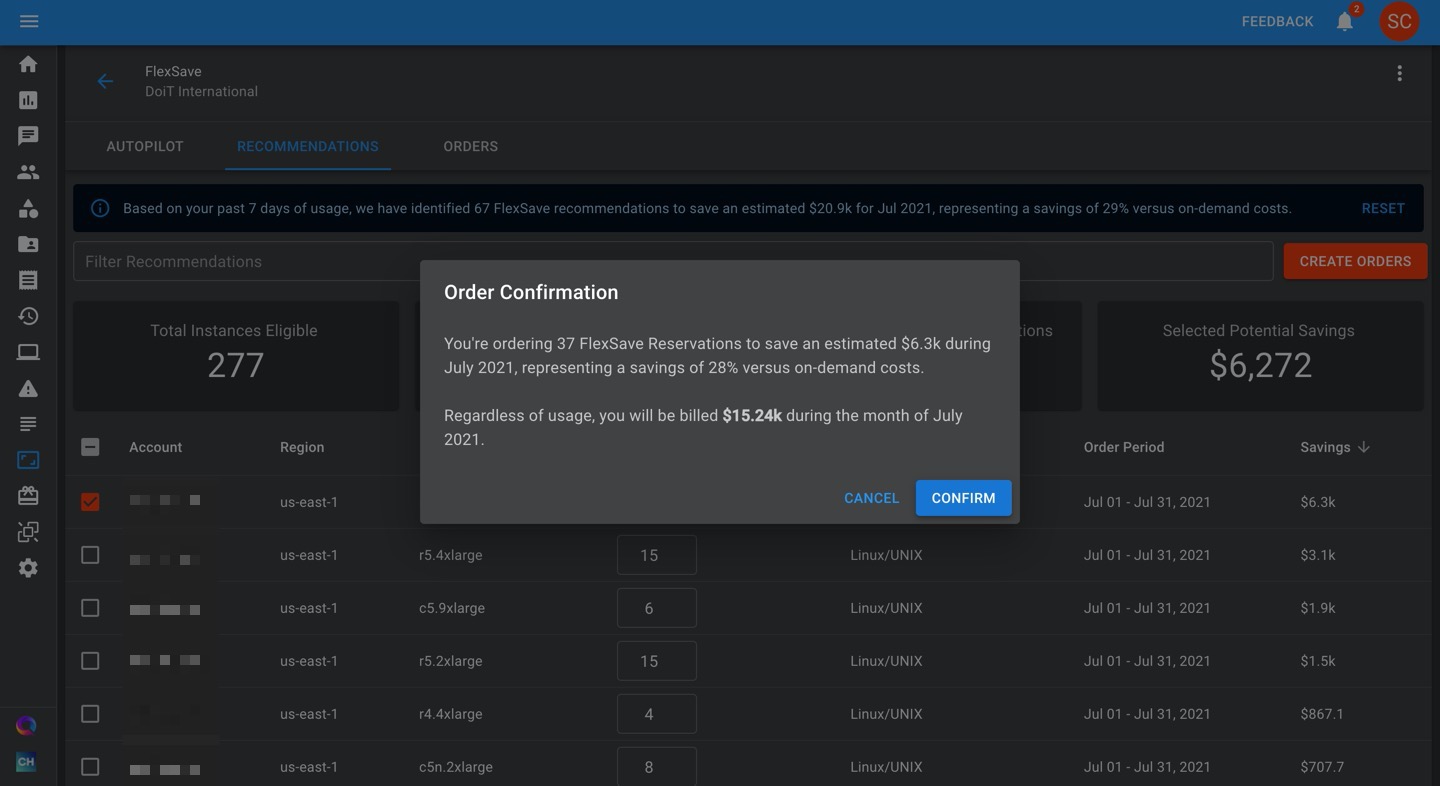 FEEDBACK
2
SC
FlexSave
DoiT International
AUTOPILOT
RECOMMENDATIONS
ORDERS
Based on your past 7 days of usage, we have identified 67 FlexSave recommendations to save an estimated $20.9k for Jul 2021, representing a savings of 29% versus on-demand costs.
RESET
Filter Recommendations
CREATE ORDERS
Total Instances Eligible
277
Selected Potential Savings
$6,272
Order Confirmation
You're ordering 37 FlexSave Reservations to save an estimated $6.3k during
July 2021, representing a savings of 28% versus on-demand costs.
Regardless of usage, you will be billed $15.24k during the month of July
2021.
CANCEL
CONFIRM
Account Region Order Period Savings
us-east-1 Jul 01 - Jul 31, 2021 $6.3k
us-east-1 r5.4xlarge 15 Linux/UNIX Jul 01 - Jul 31, 2021 $3.1k
us-east-1 c5.9xlarge 6 Linux/UNIX Jul 01 - Jul 31, 2021 $1.9k
us-east-1 r5.2xlarge 15 Linux/UNIX Jul 01 - Jul 31, 2021 $1.5k
us-east-1 r4.4xlarge 4 Linux/UNIX Jul 01 - Jul 31, 2021 $867.1
us-east-1 c5n.2xlarge 8 Linux/UNIX Jul 01 - Jul 31, 2021 $707.7
CH